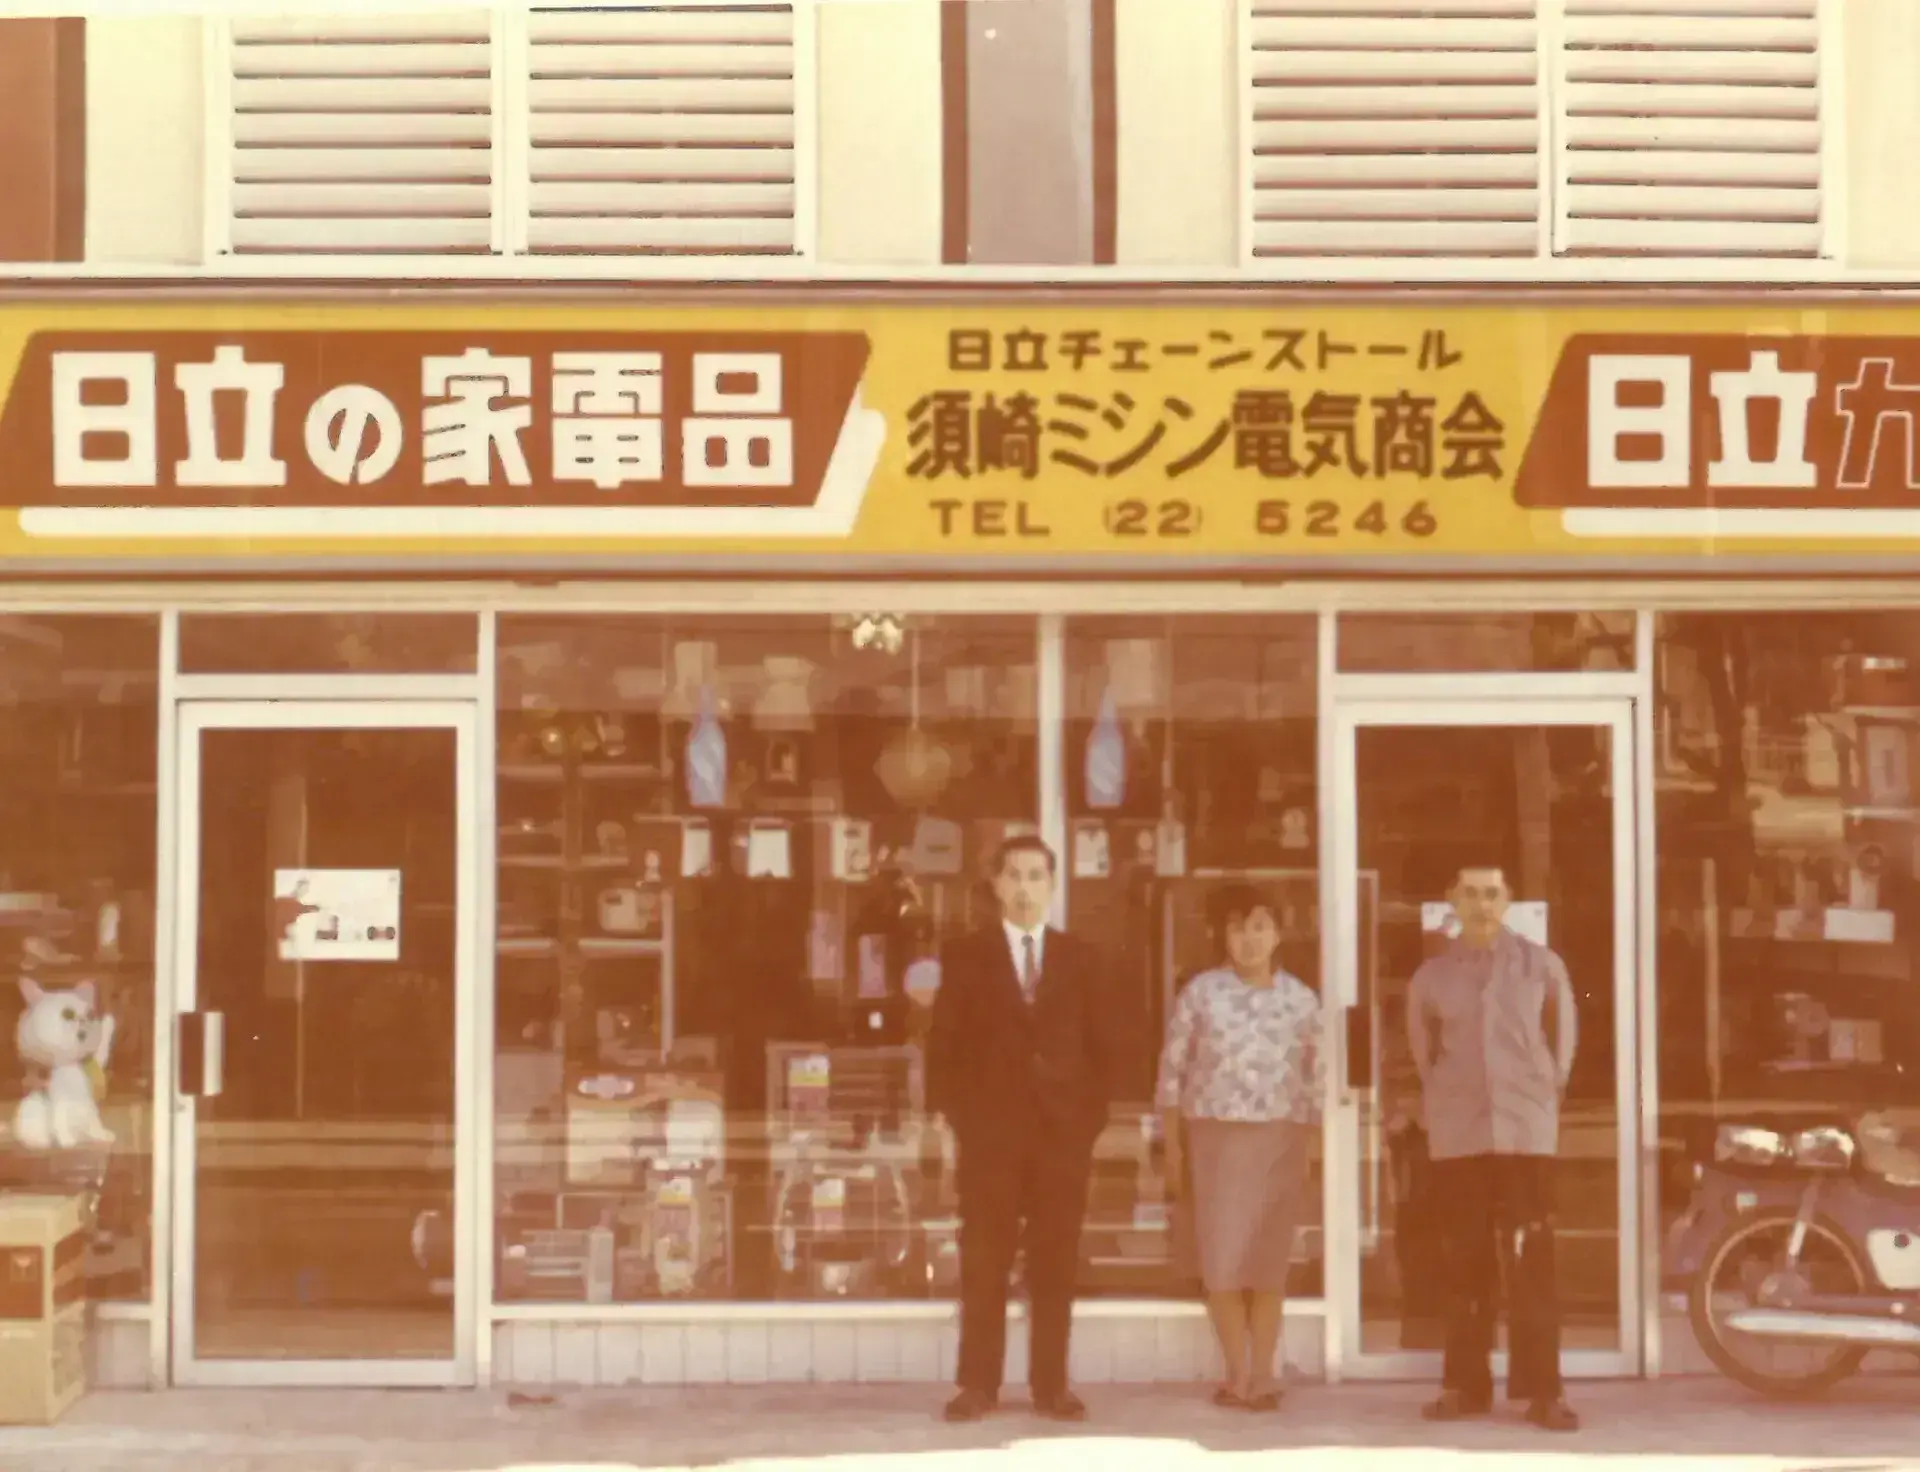 日立の家電品
日立チェーンストール
須崎ミシン電気商会
TEL (22) 5246
日立カ